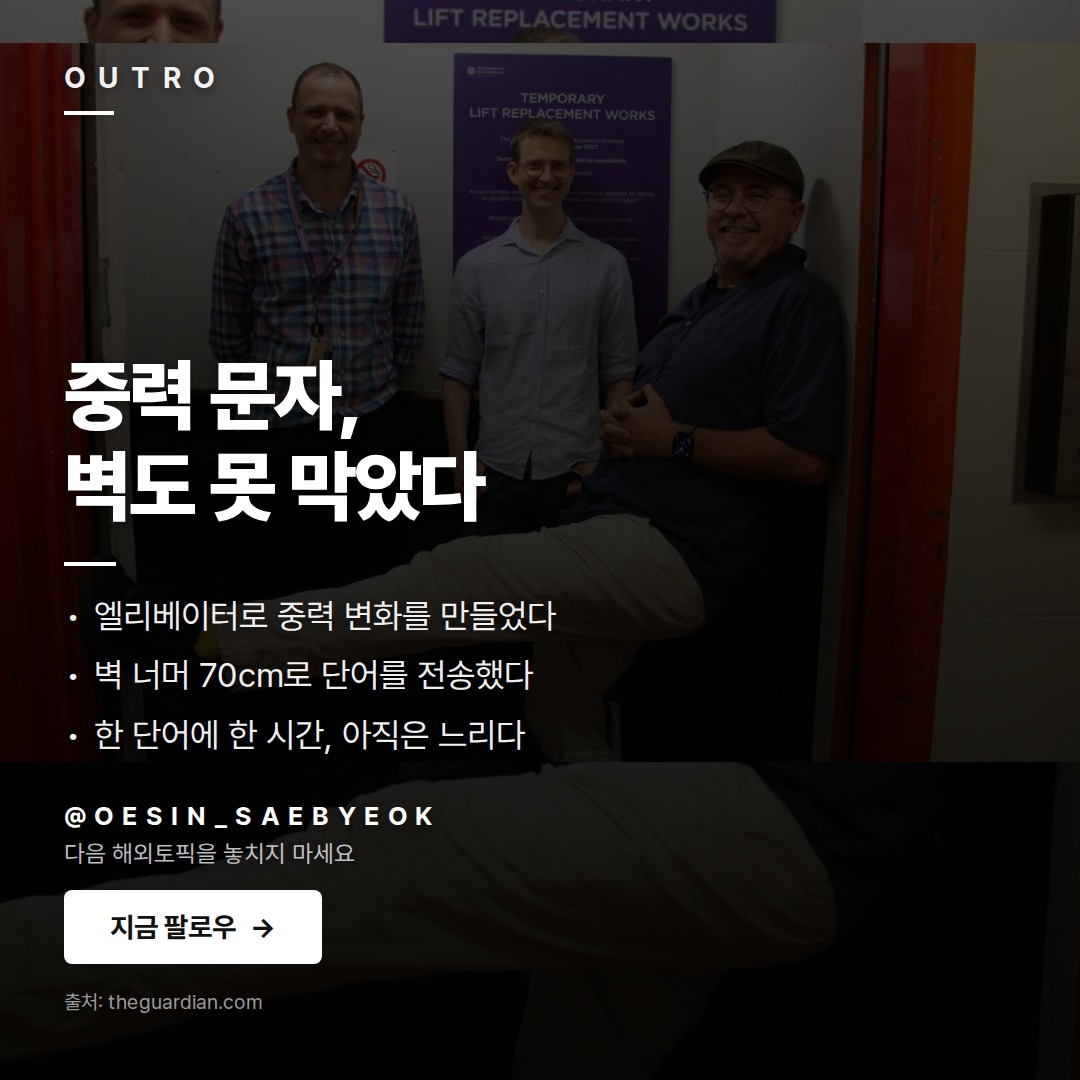 LIFT REPLACEMENT WORKS
OUTRO
TEMPORARY
LIFT REPLACEMENT WORKS
중력 문자,
벽도 못 막았다
• 엘리베이터로 중력 변화를 만들었다
• 벽 너머 70cm로 단어를 전송했다
• 한 단어에 한 시간, 아직은 느리다
@OESIN_SAEBYEOK
다음 해외토픽을 놓치지 마세요
지금 팔로우 →
출처: theguardian.com